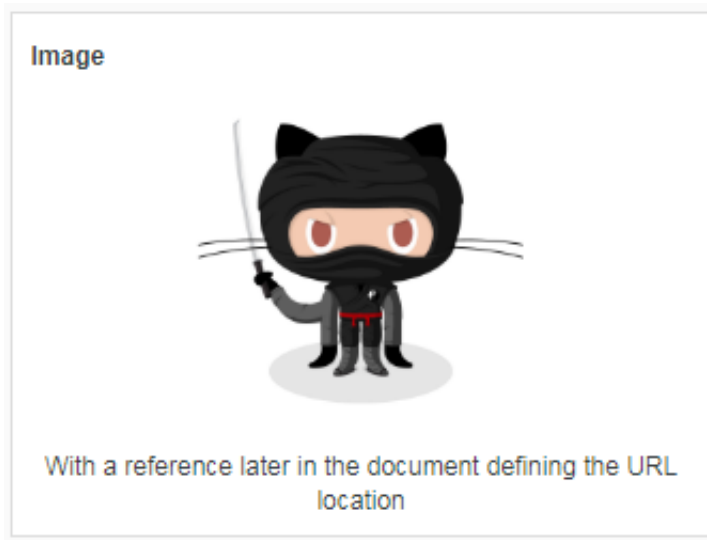 Image
With a reference later in the document defining the URL
location